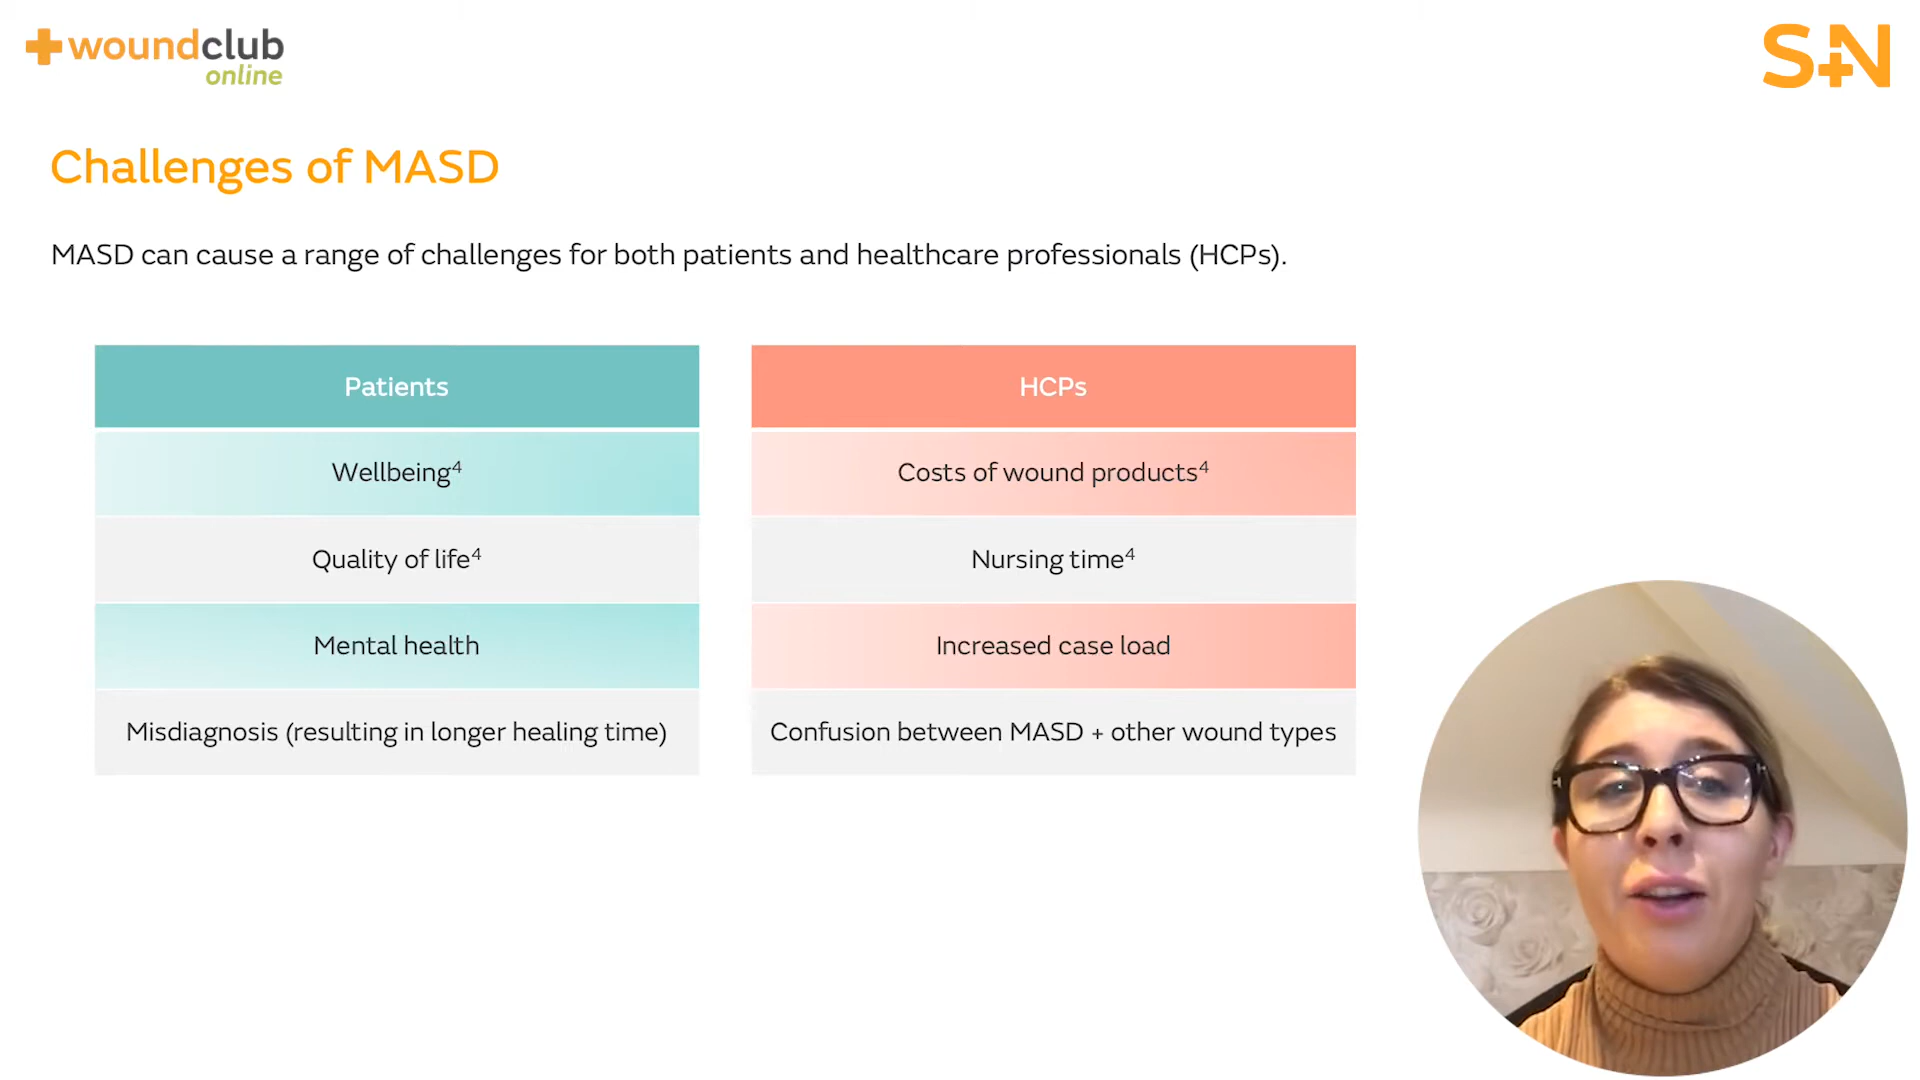 woundclub
online
S+N
Challenges of MASD
MASD can cause a range of challenges for both patients and healthcare professionals (HCPs).
Patients
Wellbeing⁴
Quality of life⁴
Mental health
Misdiagnosis (resulting in longer healing time)
HCPs
Costs of wound products⁴
Nursing time⁴
Increased case load
Confusion between MASD + other wound types